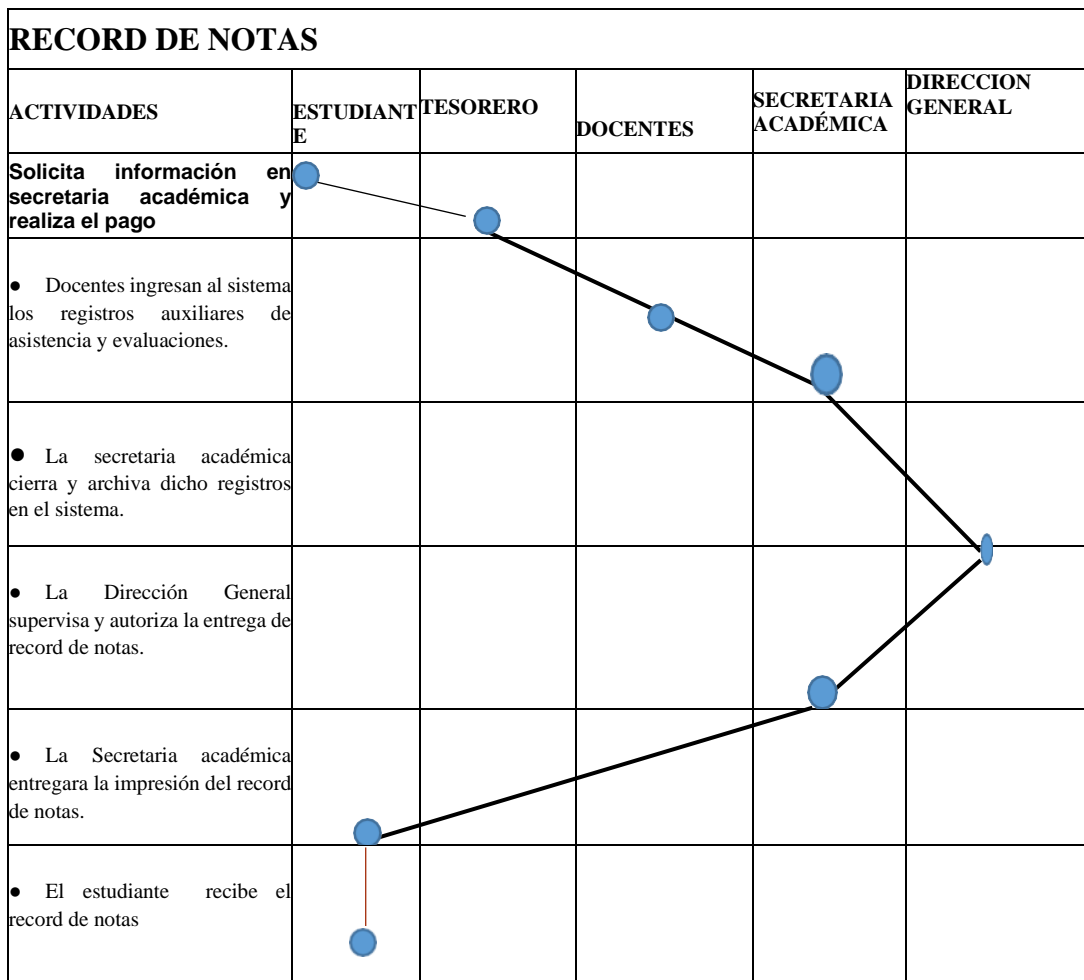 RECORD DE NOTAS
ACTIVIDADES
ESTUDIANT
E
TESORERO
DOCENTES
SECRETARIA
ACADÉMICA
DIRECCION
GENERAL
Solicita información en
secretaria académica y
realiza el pago
● Docentes ingresan al sistema
los registros auxiliares de
asistencia y evaluaciones.
● La secretaria académica
cierra y archiva dicho registros
en el sistema.
● La Dirección General
supervisa y autoriza la entrega de
record de notas.
● La Secretaria académica
entregara la impresión del record
de notas.
● El estudiante recibe el
record de notas